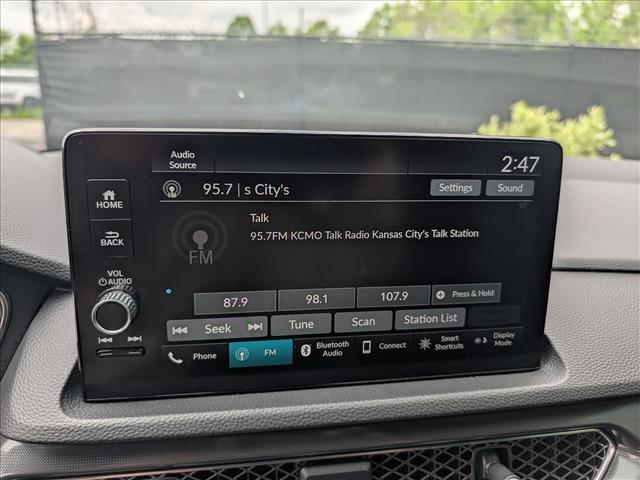 Audio
Source
2:47
95.7 | s City's
Settings
Sound
HOME
BACK
Talk
95.7FM KCMO Talk Radio Kansas City's Talk Station
FM
ST
VOL
AUDIO
87.9
98.1
107.9
+ Press & Hold
Seek
Tune
Scan
Station List
Phone
FM
Bluetooth
Audio
Connect
Smart
Shortcuts
Display
Mode